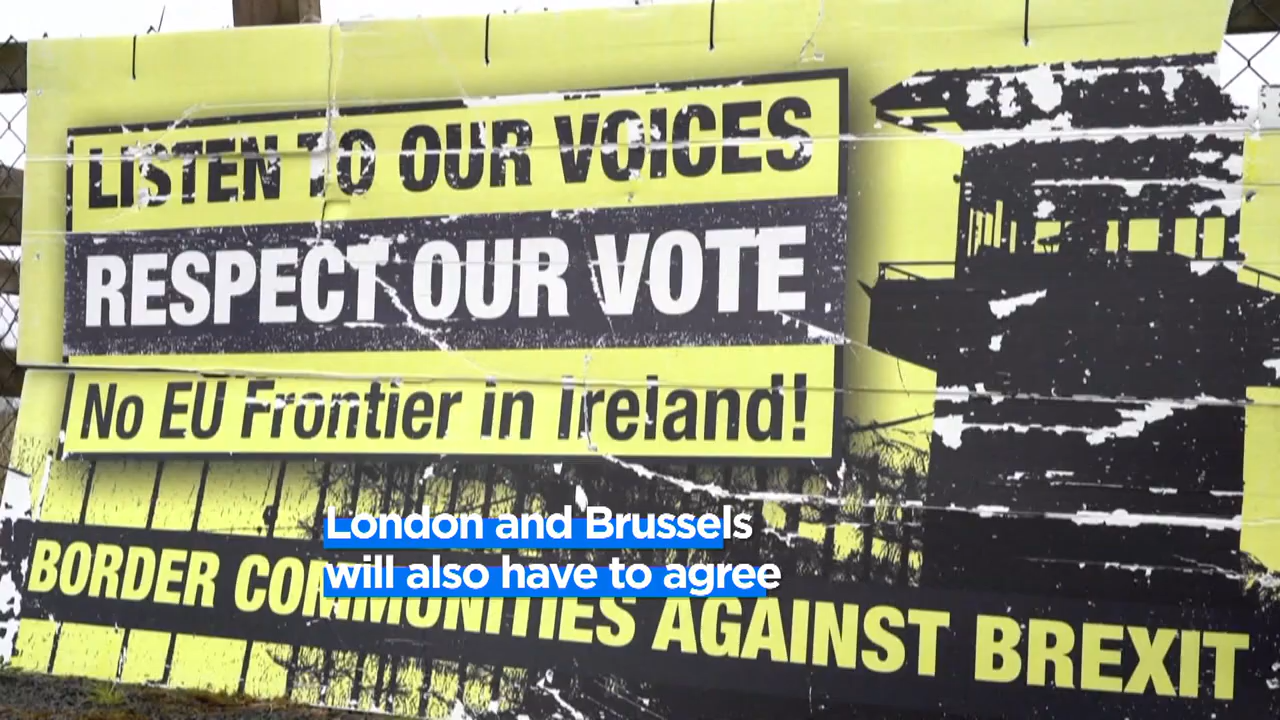 LISTEN TO OUR VOICES
RESPECT OUR VOTE
No EU Frontier in Ireland!
London and Brussels
will also have to agree
BORDER COMMUNITIES AGAINST BREXIT